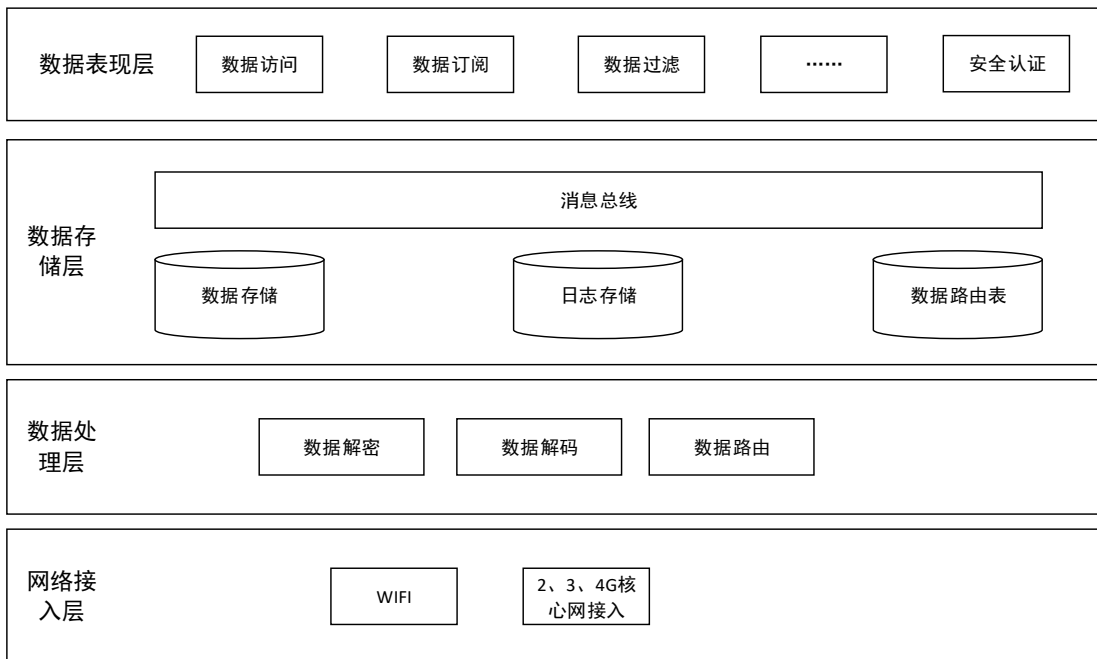 数据表现层
数据访问
数据订阅
数据过滤
……
安全认证
数据存
储层
消息总线
数据存储
日志存储
数据路由表
数据处
理层
数据解密
数据解码
数据路由
网络接
入层
WIFI
2、3、4G核
心网接入